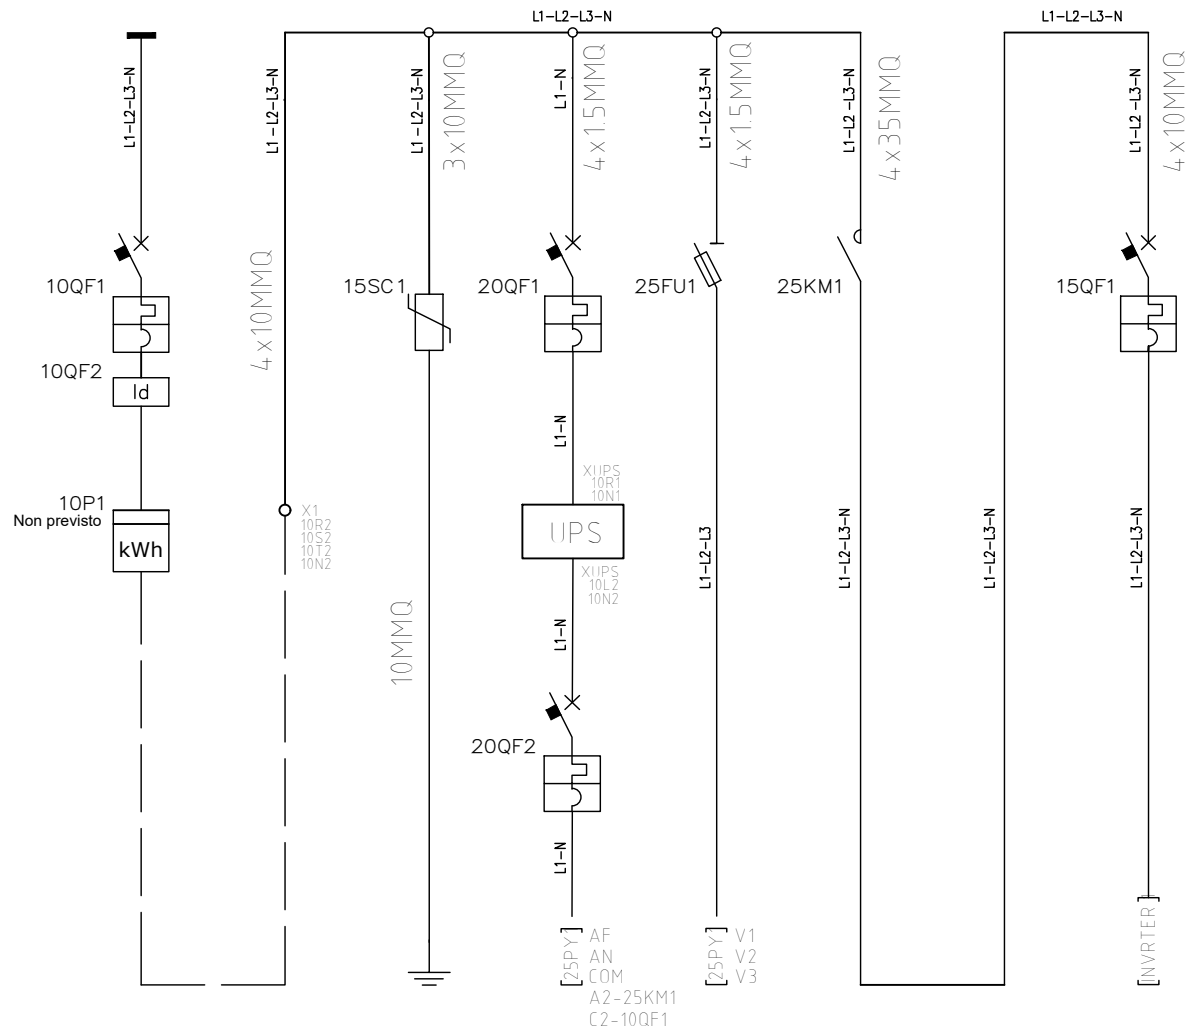 L1-L2-L3-N
L1-L2-L3-N
L1-L2-L3-N
L1-L2-L3-N
L1-L2-L3-N
3x10MMQ
L1-N
4x1.5MMQ
L1-L2-L3-N
4x1.5MMQ
L1-L2 -L3-N
4x35MMQ
L1-L2 -L3-N
4x10MMQ
10QF1
4x10MMQ
15SC1
20QF1
25FU1
25KM1
15QF1
10QF2
Id
L1-N
XUPS
10R1
10N1
10P1
Non previsto
kWh
X1
10R2
10S2
10T2
10N2
UPS
XUPS
10L2
10N2
L1-L2-L3
L1-L2-L3-N
L1-L2-L3-N
L1-L2-L3-N
10MMQ
L1-N
20QF2
L1-N
25PY1
AF
AN
COM
A2-25KM1
C2-10QF1
25PY1
V1
V2
V3
INVRTER